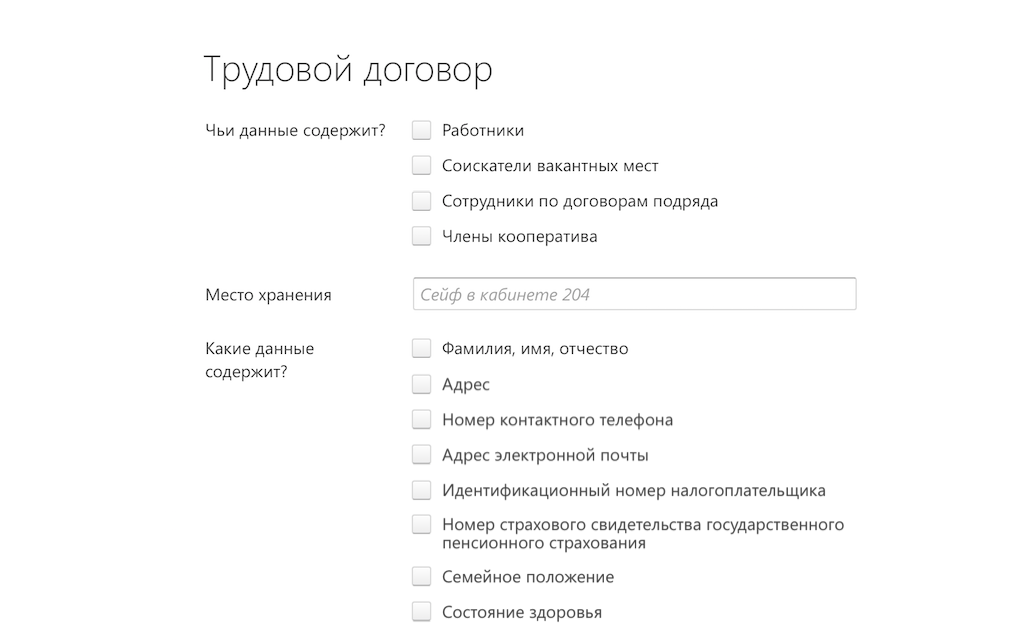 Трудовой договор
Чьи данные содержит?
Работники
Соискатели вакантных мест
Сотрудники по договорам подряда
Члены кооператива
Место хранения
Сейф в кабинете 204
Какие данные
содержит?
Фамилия, имя, отчество
Адрес
Номер контактного телефона
Адрес электронной почты
Идентификационный номер налогоплательщика
Номер страхового свидетельства государственного
пенсионного страхования
Семейное положение
Состояние здоровья